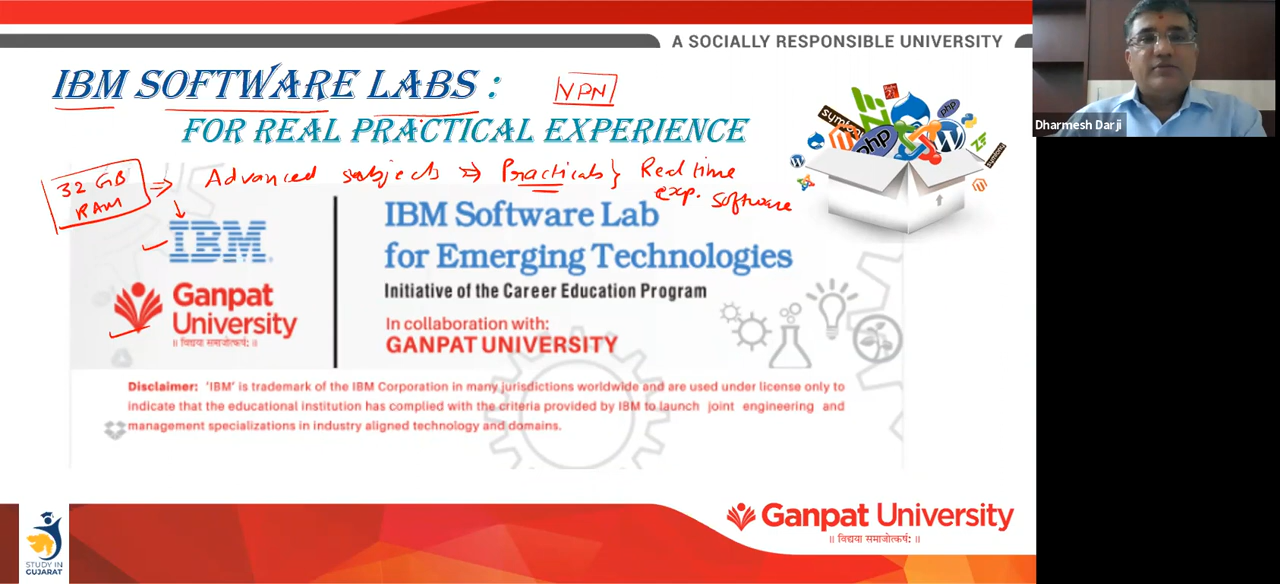 A SOCIALLY RESPONSIBLE UNIVERSITY
IBM SOFTWARE LABS :
VPN
FOR REAL PRACTICAL EXPERIENCE
32 GB
RAM
Advanced subjects ⇒ Practicals} Real time
exp. software
IBM
IBM Software Lab
for Emerging Technologies
Initiative of the Career Education Program
In collaboration with:
GANPAT UNIVERSITY
Ganpat
University
॥ विद्यया समाजोत्कर्षः ॥
Disclaimer: 'IBM' is trademark of the IBM Corporation in many jurisdictions worldwide and are used under license only to
indicate that the educational institution has complied with the criteria provided by IBM to launch joint engineering and
management specializations in industry aligned technology and domains.
symfony
php
php
ZF
Dharmesh Darji
STUDY IN
GUJARAT
Ganpat University
॥ विद्यया समाजोत्कर्षः ॥